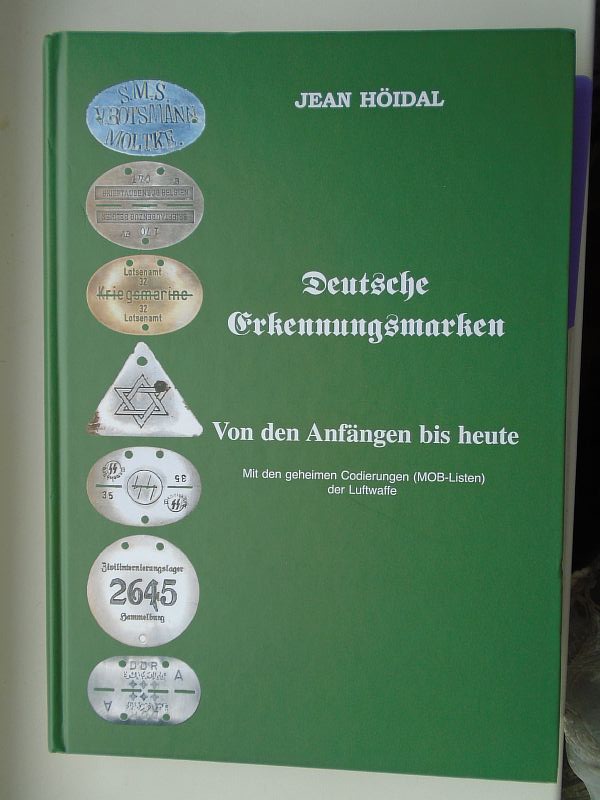 JEAN HÖIDAL
Deutsche
Erkennungsmarken
Von den Anfängen bis heute
Mit den geheimen Codierungen (MOB-Listen)
der Luftwaffe
S.M.S.
V.BOTSMANN
MOLTKE.
Lotsenamt
32
Kriegsmarine
32
Lotsenamt
35
35
Zivilinternierungslager
2645
Hammelburg
DDR
A
A